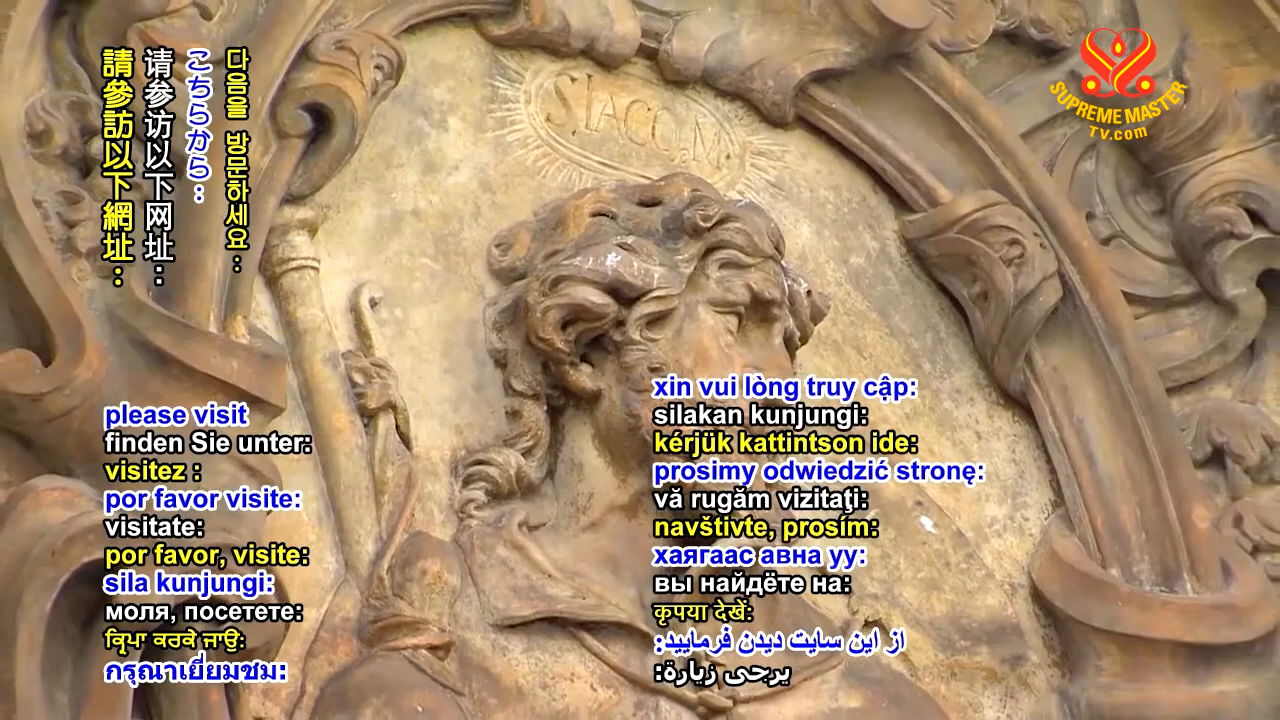 請參訪以下網址：
请参访以下网址：
こちらから：
다음을 방문하세요：
SUPREME MASTER
TV.com
please visit
finden Sie unter:
visitez :
por favor visite:
visitate:
por favor, visite:
sila kunjungi:
моля, посетете:
ਕ੍ਰਿਪਾ ਕਰਕੇ ਜਾਉ:
กรุณาเยี่ยมชม:
xin vui lòng truy cập:
silakan kunjungi:
kérjük kattintson ide:
prosimy odwiedzić stronę:
vă rugăm vizitaţi:
navštivte, prosím:
хаягаас авна уу:
вы найдёте на:
कृपया देखें:
از این سایت دیدن فرمایید:
يرجى زيارة: